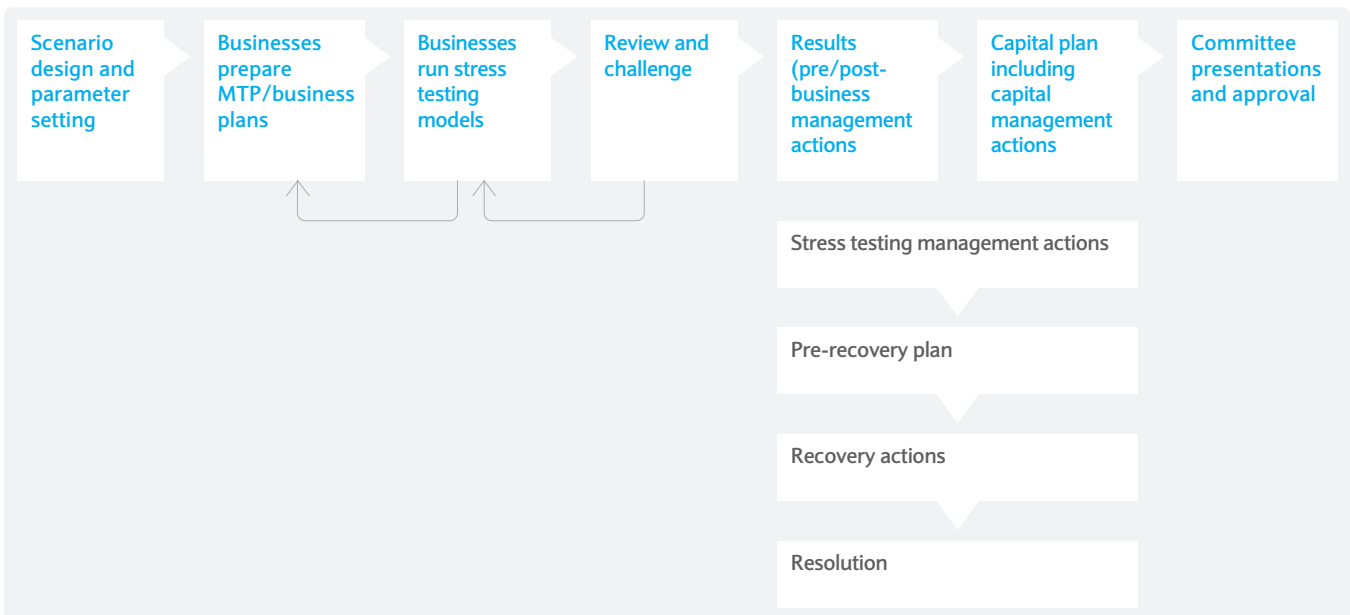 Scenario
design and
parameter
setting
Businesses
prepare
MTP/business
plans
Businesses
run stress
testing
models
Review and
challenge
Results
(pre/post-
business
management
actions
Capital plan
including
capital
management
actions
Committee
presentations
and approval
Stress testing management actions
Pre-recovery plan
Recovery actions
Resolution